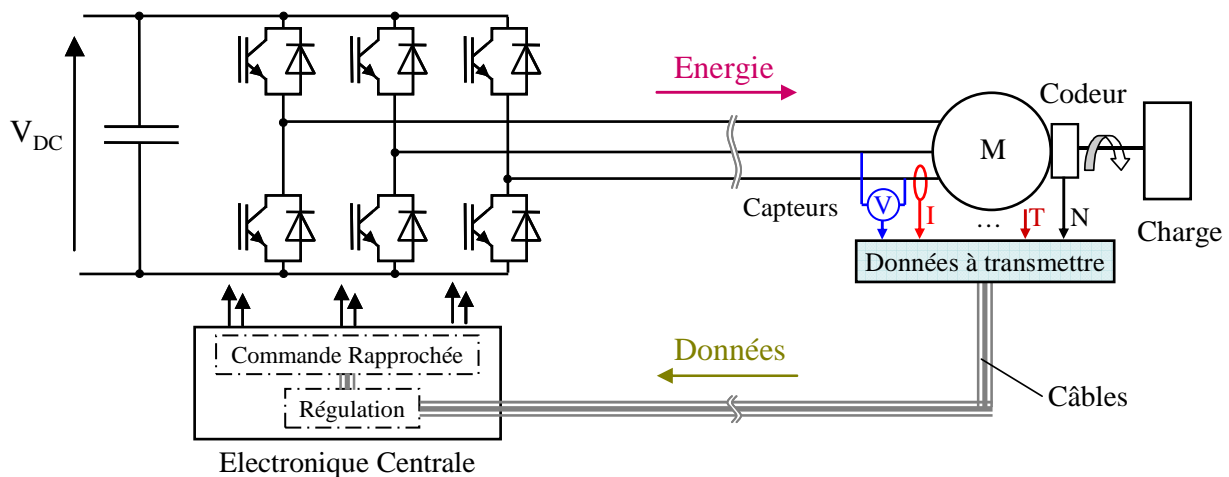 Energie
Codeur
V_DC
M
Capteurs
V
I
...
T
N
Charge
Données à transmettre
Commande Rapprochée
Données
Régulation
Câbles
Electronique Centrale